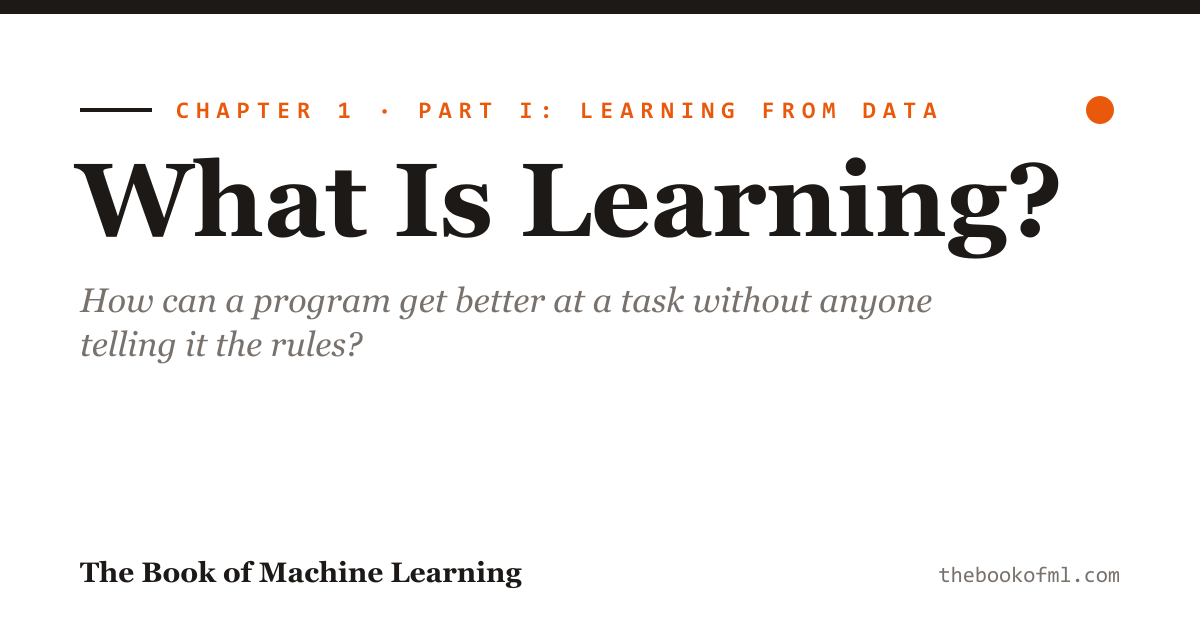 CHAPTER 1 · PART I: LEARNING FROM DATA
What Is Learning?
How can a program get better at a task without anyone
telling it the rules?
The Book of Machine Learning
thebookofml.com